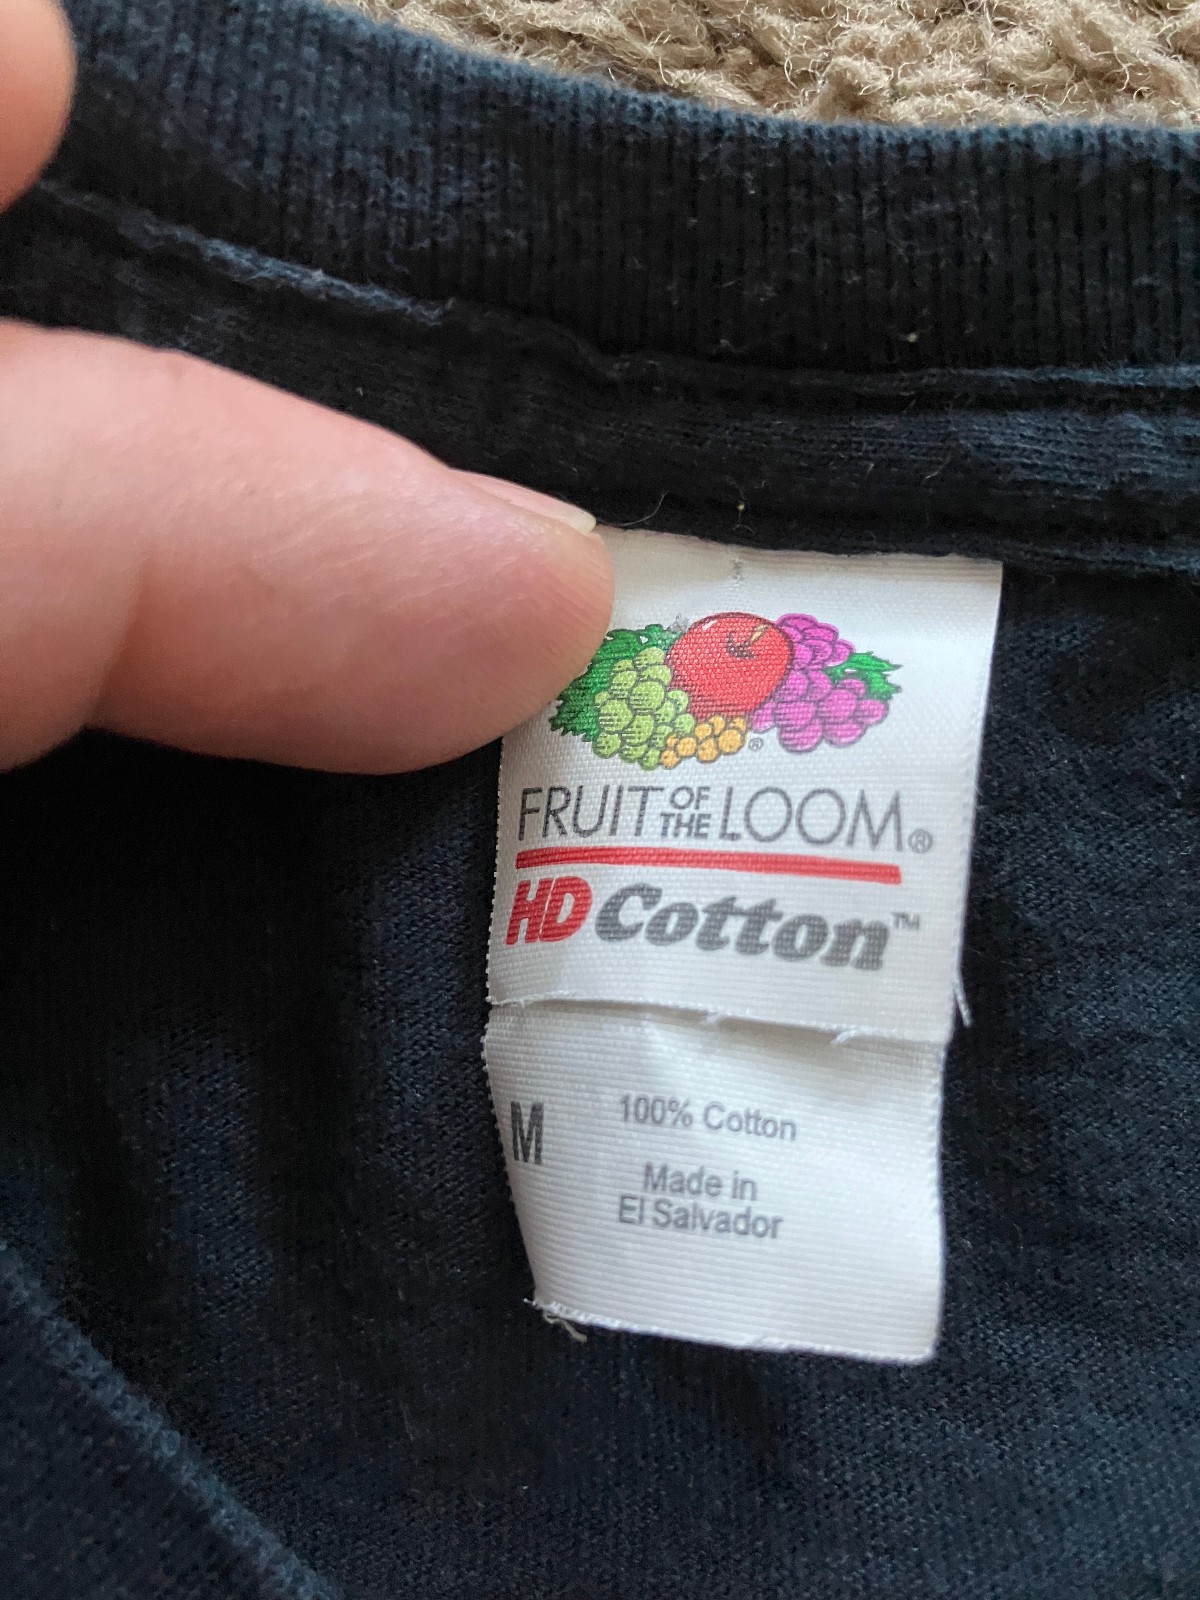 FRUIT OF THE LOOM®
HD Cotton™
M
100% Cotton
Made in
El Salvador